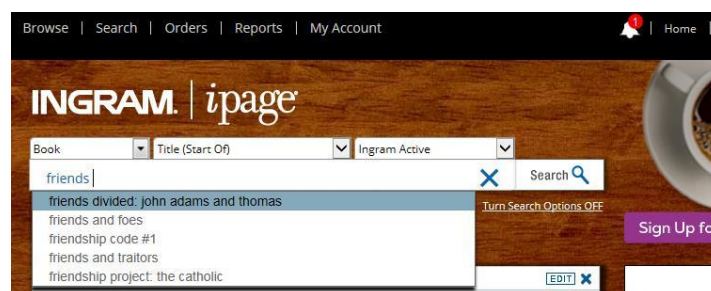 Browse | Search | Orders | Reports | My Account
1 | Home |
INGRAM. | ipage
Book Title (Start Of) Ingram Active
friends Search
friends divided: john adams and thomas
Turn Search Options OFF
friends and foes
friendship code #1
Sign Up fo
friends and traitors
friendship project: the catholic
EDIT